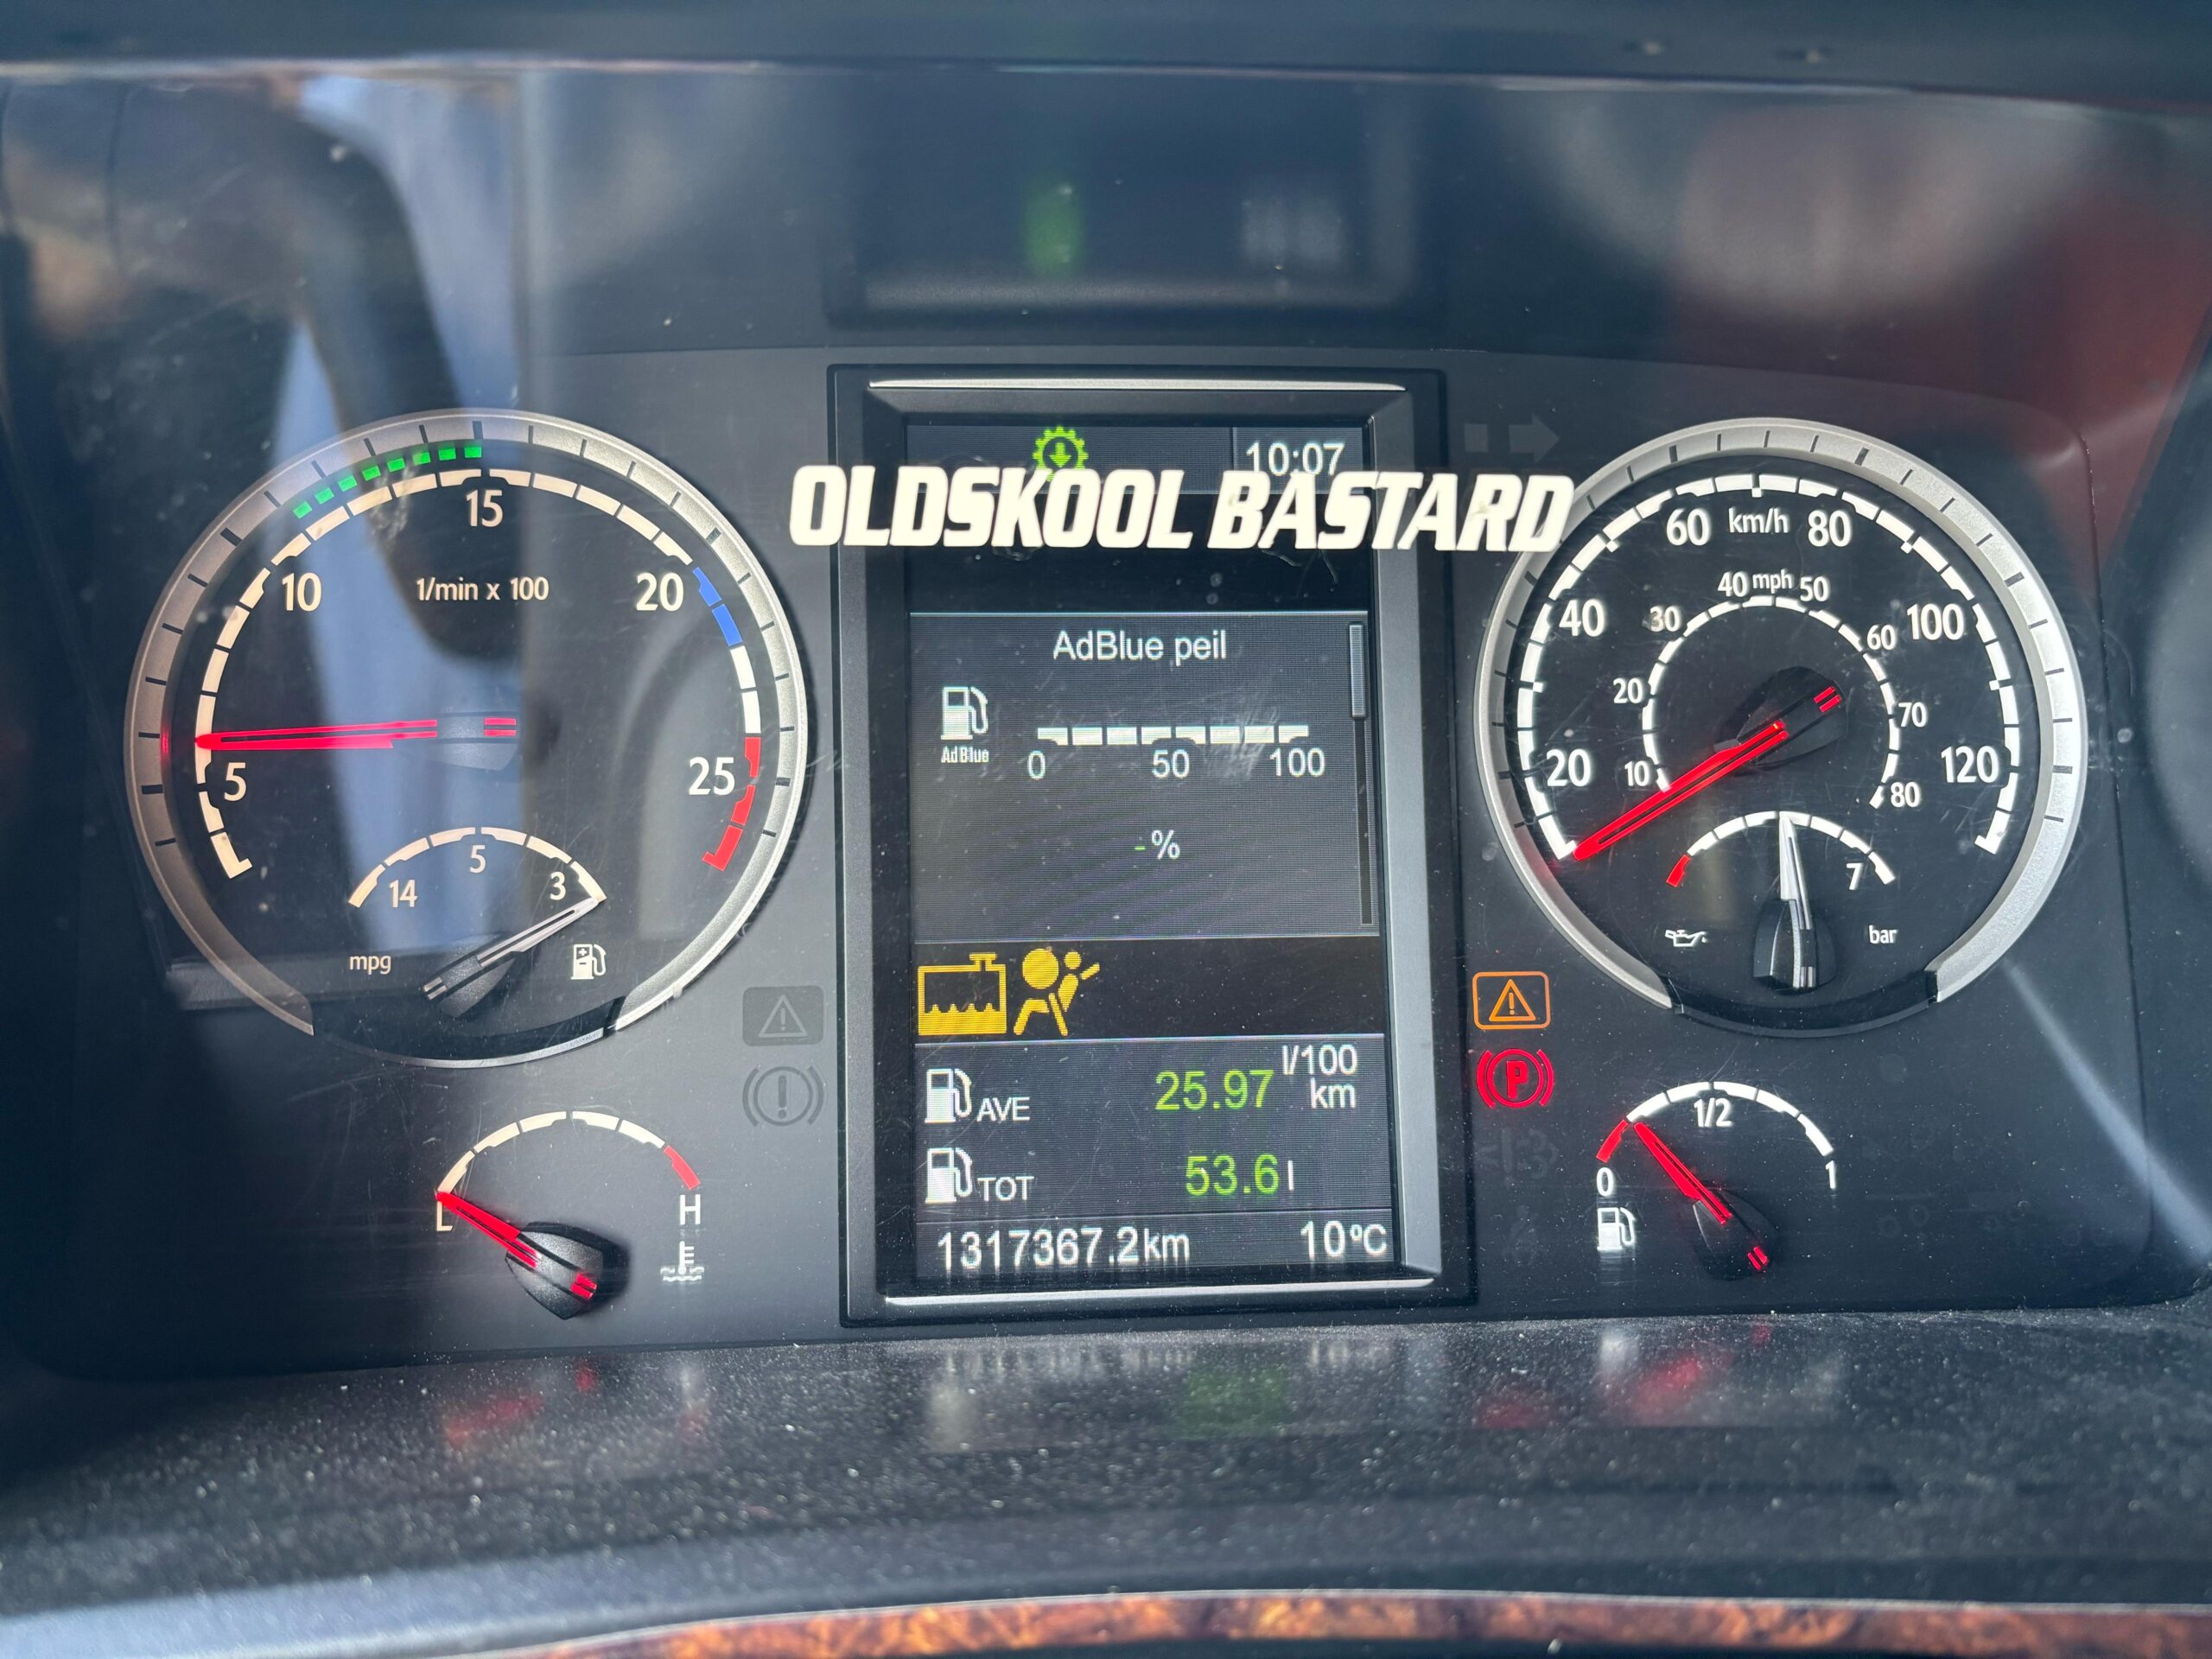 10:07
OLDSKOOL BASTARD
15
10
20
1/min x 100
5
25
5
14
3
mpg
L
H
AdBlue peil
AdBlue
0 50 100
-%
AVE 25.97 l/100 km
TOT 53.6 l
1317367.2km 10°C
60 km/h 80
40 mph 50
40 30 60 100
20 70
20 10 80 120
7
bar
P
1/2
0 1